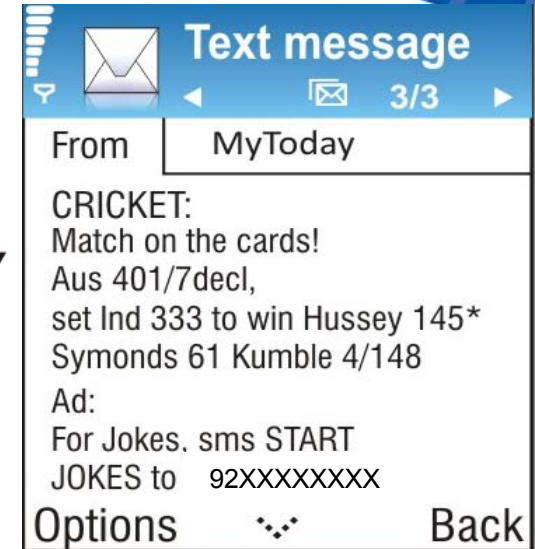 Text message
3/3
From MyToday
CRICKET:
Match on the cards!
Aus 401/7decl,
set Ind 333 to win Hussey 145*
Symonds 61 Kumble 4/148
Ad:
For Jokes, sms START
JOKES to 92XXXXXXXX
Options Back